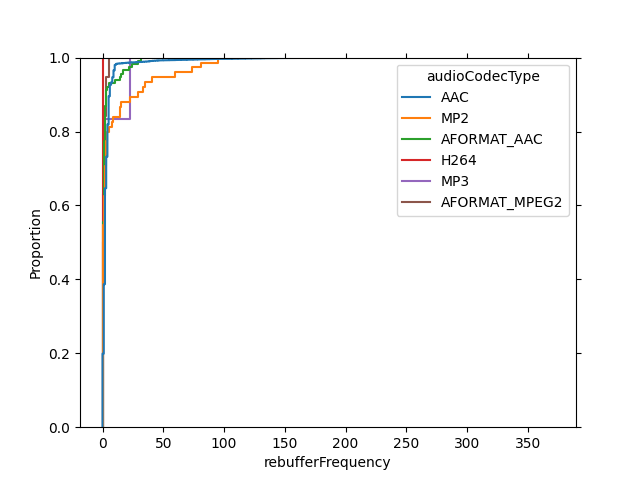 1.0
0.8
0.6
0.4
0.2
0.0
Proportion
0
50
100
150
200
250
300
350
rebufferFrequency
audioCodecType
AAC
MP2
AFORMAT_AAC
H264
MP3
AFORMAT_MPEG2